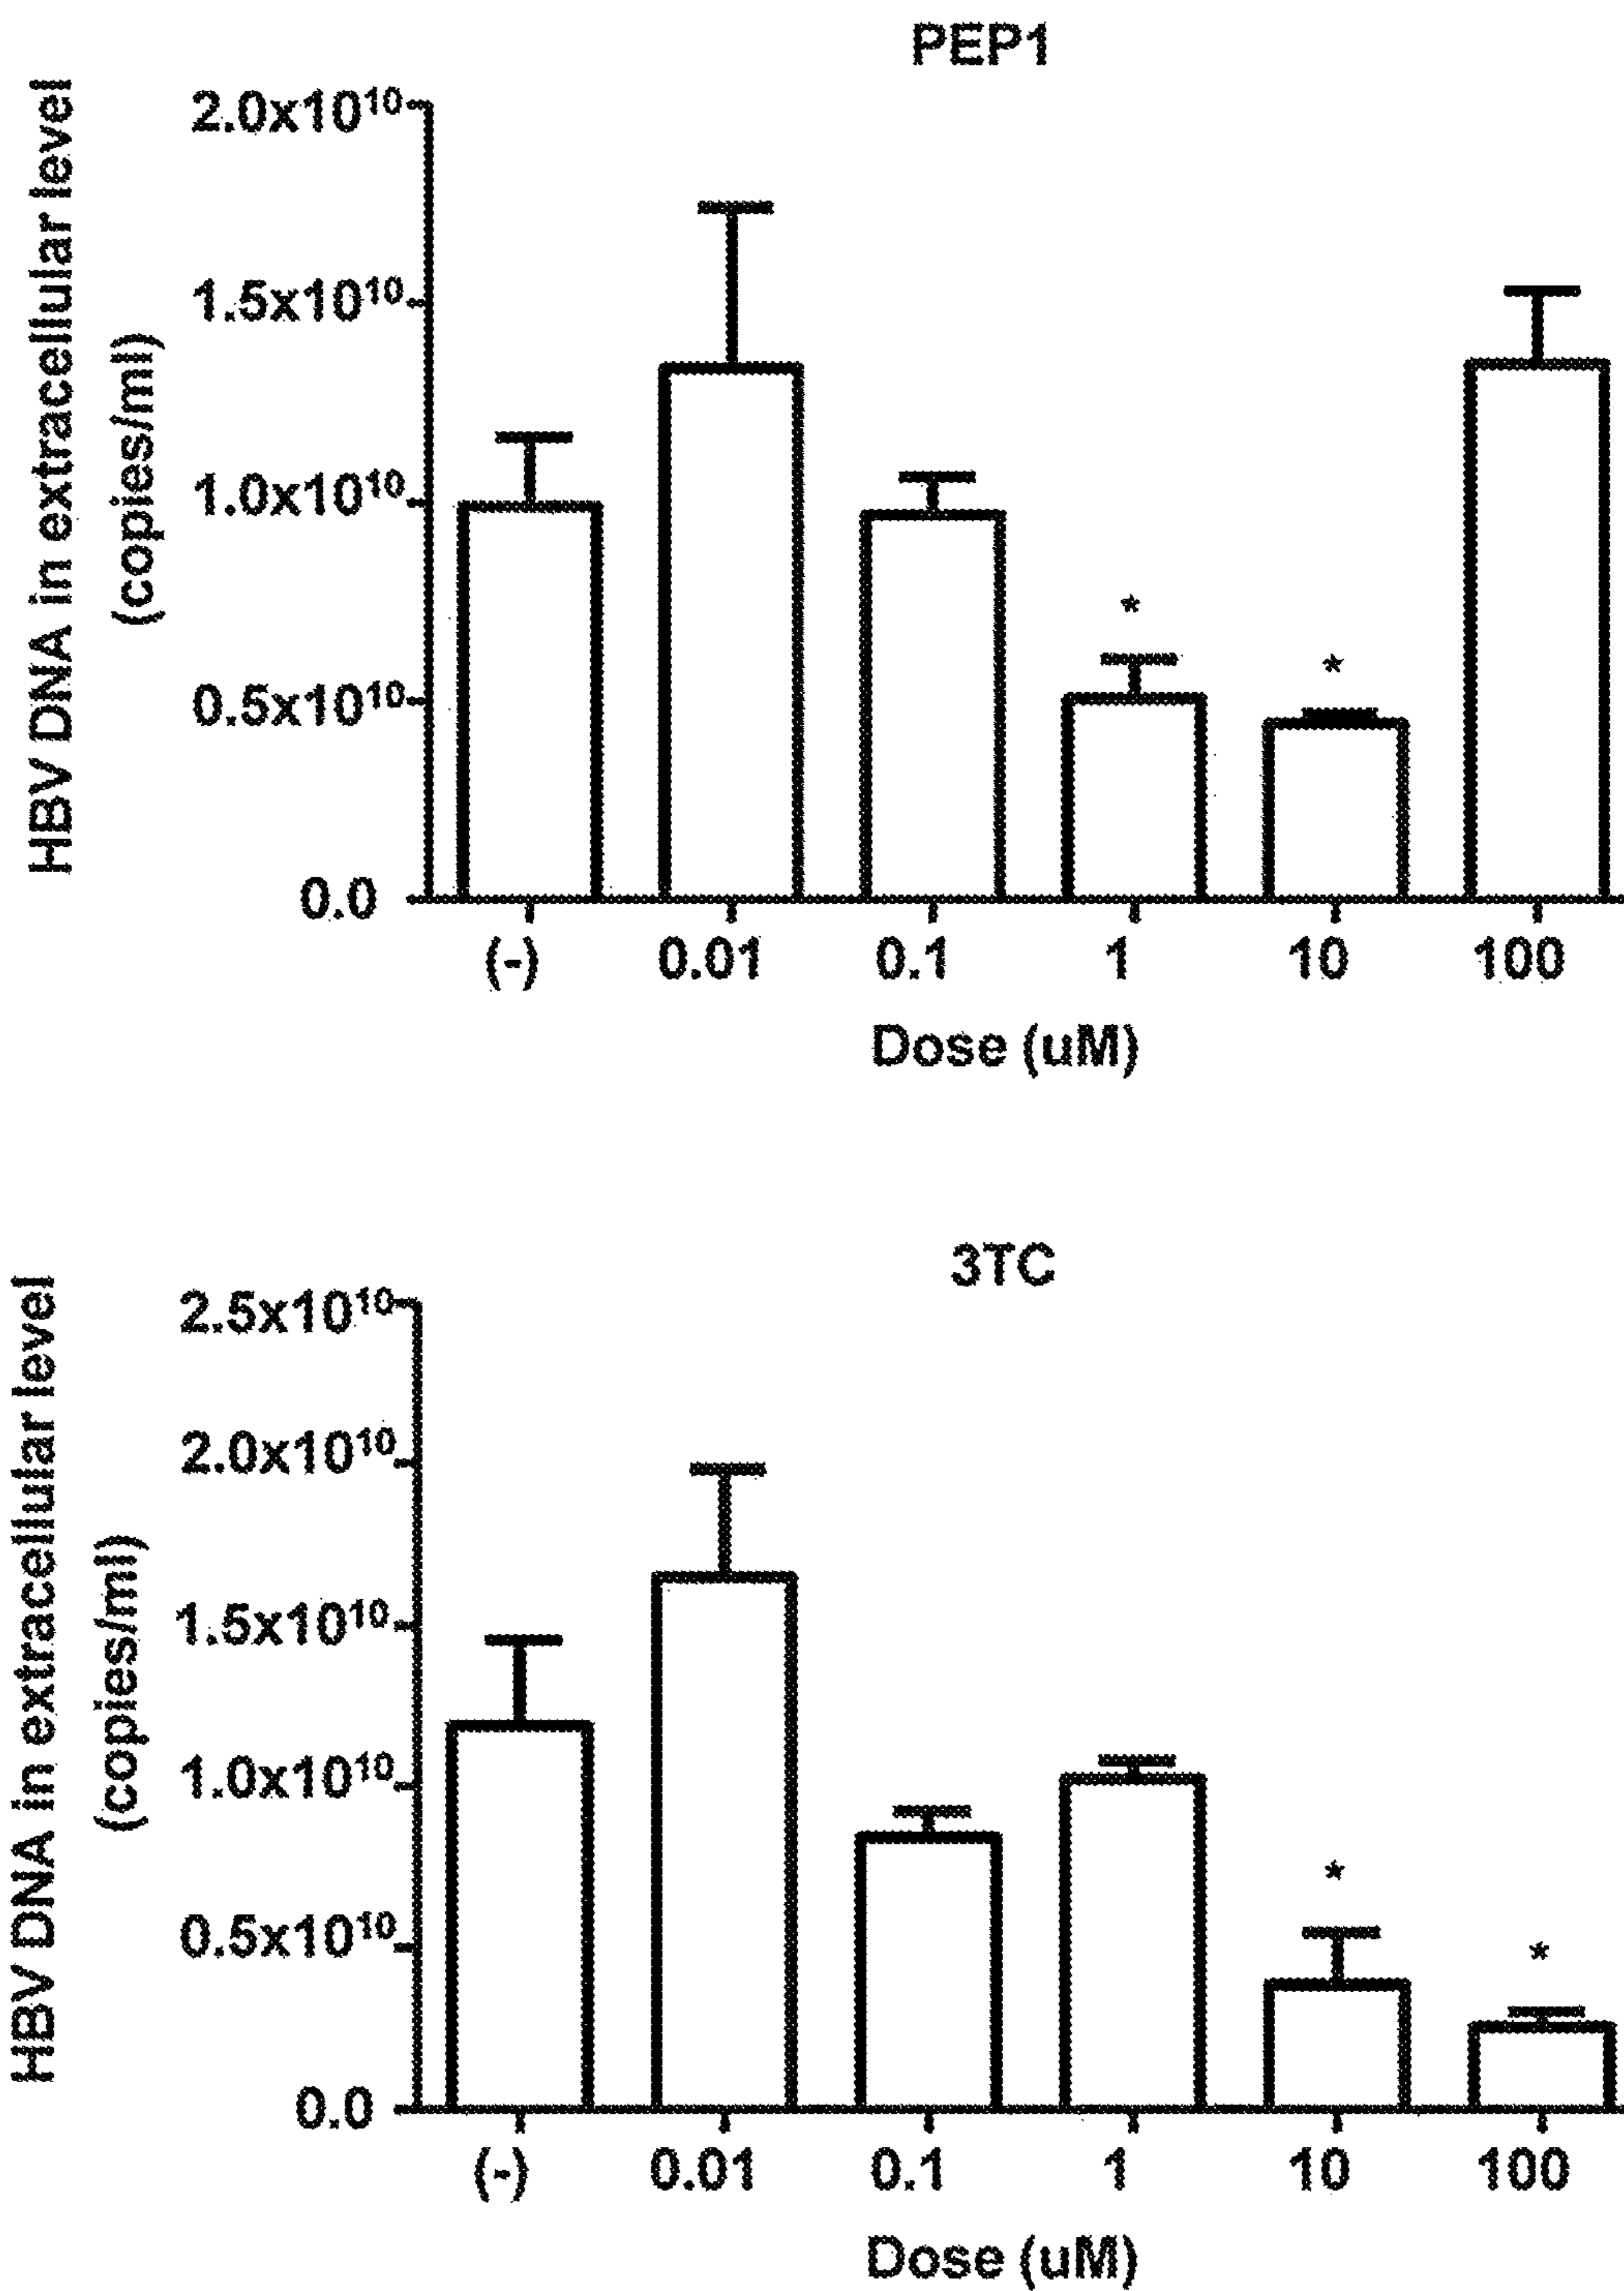 PEP1
HBV DNA in extracellular level
(copies/ml)
2.0x10¹⁰
1.5x10¹⁰
1.0x10¹⁰
0.5x10¹⁰
0.0
*
*
(-) 0.01 0.1 1 10 100
Dose (uM)
3TC
HBV DNA in extracellular level
(copies/ml)
2.5x10¹⁰
2.0x10¹⁰
1.5x10¹⁰
1.0x10¹⁰
0.5x10¹⁰
0.0
*
*
(-) 0.01 0.1 1 10 100
Dose (uM)